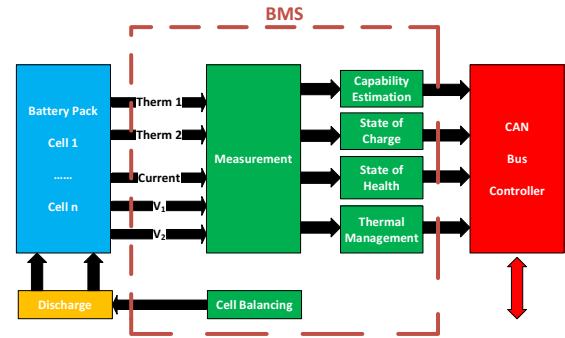 BMS
Battery Pack
Cell 1
......
Cell n
Therm 1
Therm 2
Current
V₁
V₂
Measurement
Capability
Estimation
State of
Charge
State of
Health
Thermal
Management
CAN
Bus
Controller
Discharge
Cell Balancing